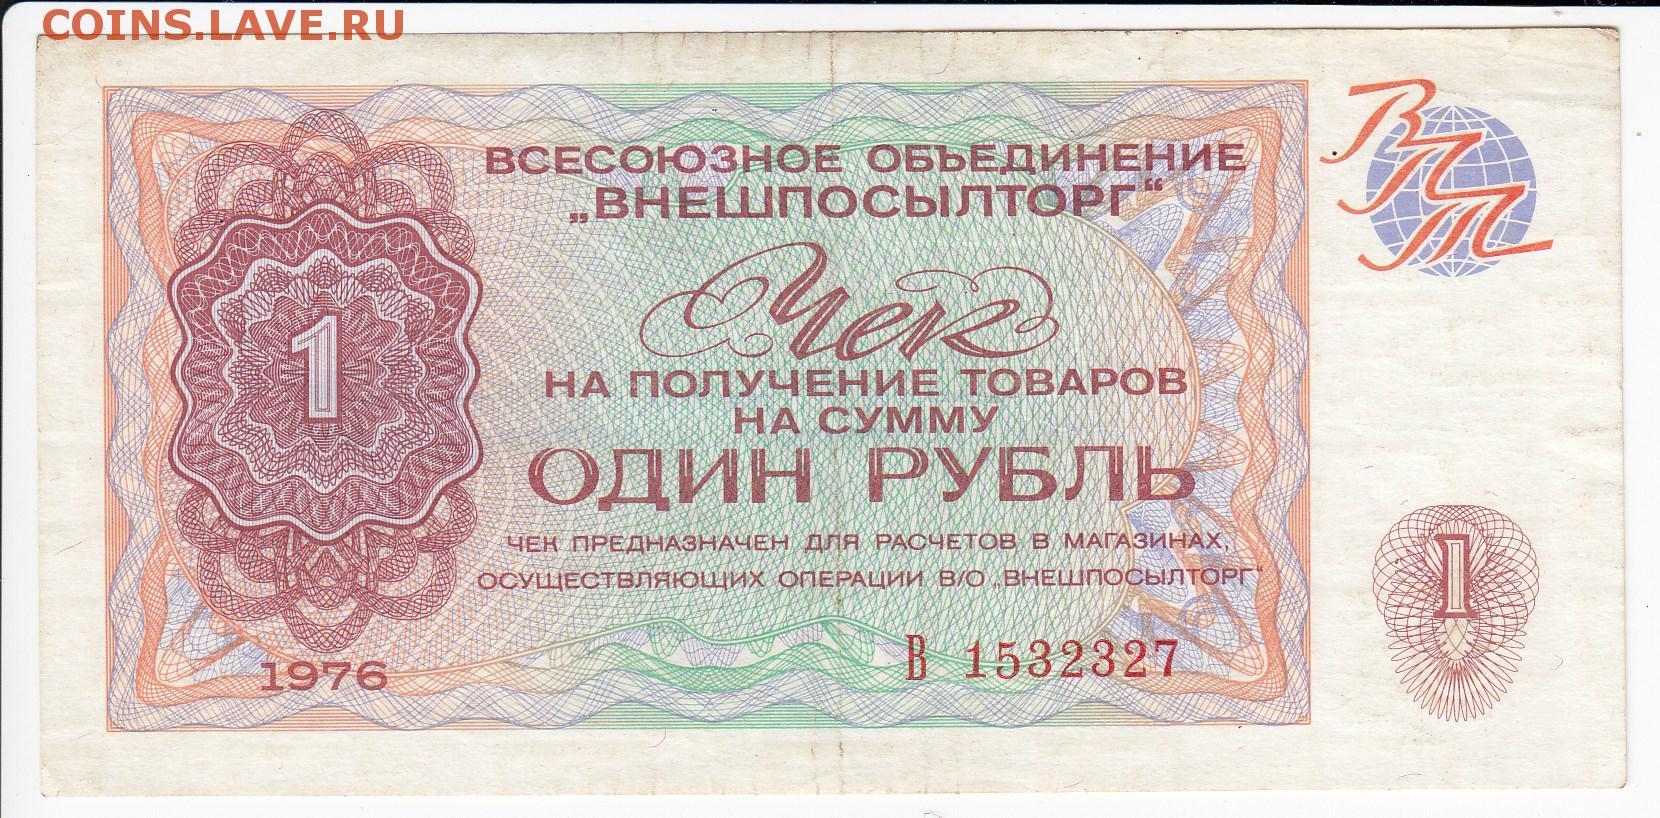 COINS.LAVE.RU
ВПТ
ВСЕСОЮЗНОЕ ОБЪЕДИНЕНИЕ
„ВНЕШПОСЫЛТОРГ“
Чек
НА ПОЛУЧЕНИЕ ТОВАРОВ
НА СУММУ
1
ОДИН РУБЛЬ
ЧЕК ПРЕДНАЗНАЧЕН ДЛЯ РАСЧЕТОВ В МАГАЗИНАХ,
ОСУЩЕСТВЛЯЮЩИХ ОПЕРАЦИИ В/О „ВНЕШПОСЫЛТОРГ“
1
1976
В 1532327